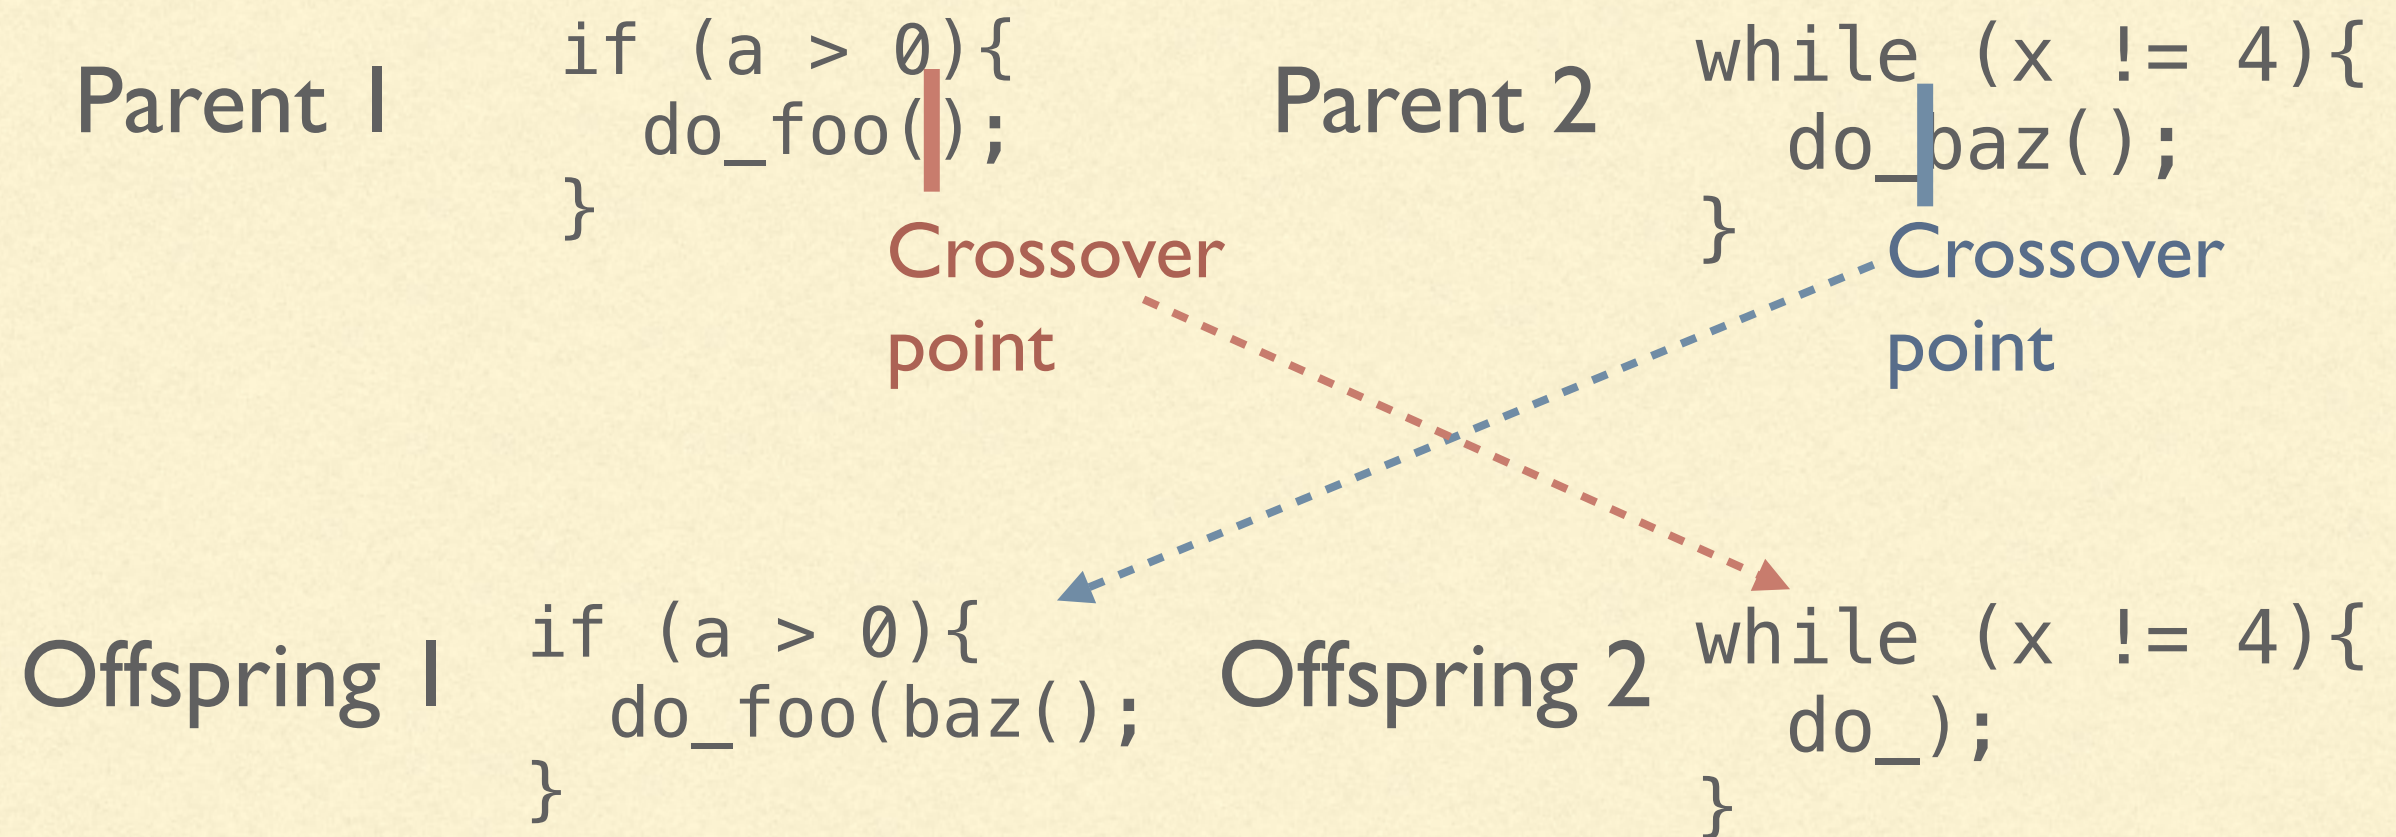 Parent 1
if (a > 0){
  do_foo();
}
Crossover
point
Parent 2
while (x != 4){
  do_baz();
}
Crossover
point
Offspring 1
if (a > 0){
  do_foo(baz();
}
Offspring 2
while (x != 4){
  do_);
}